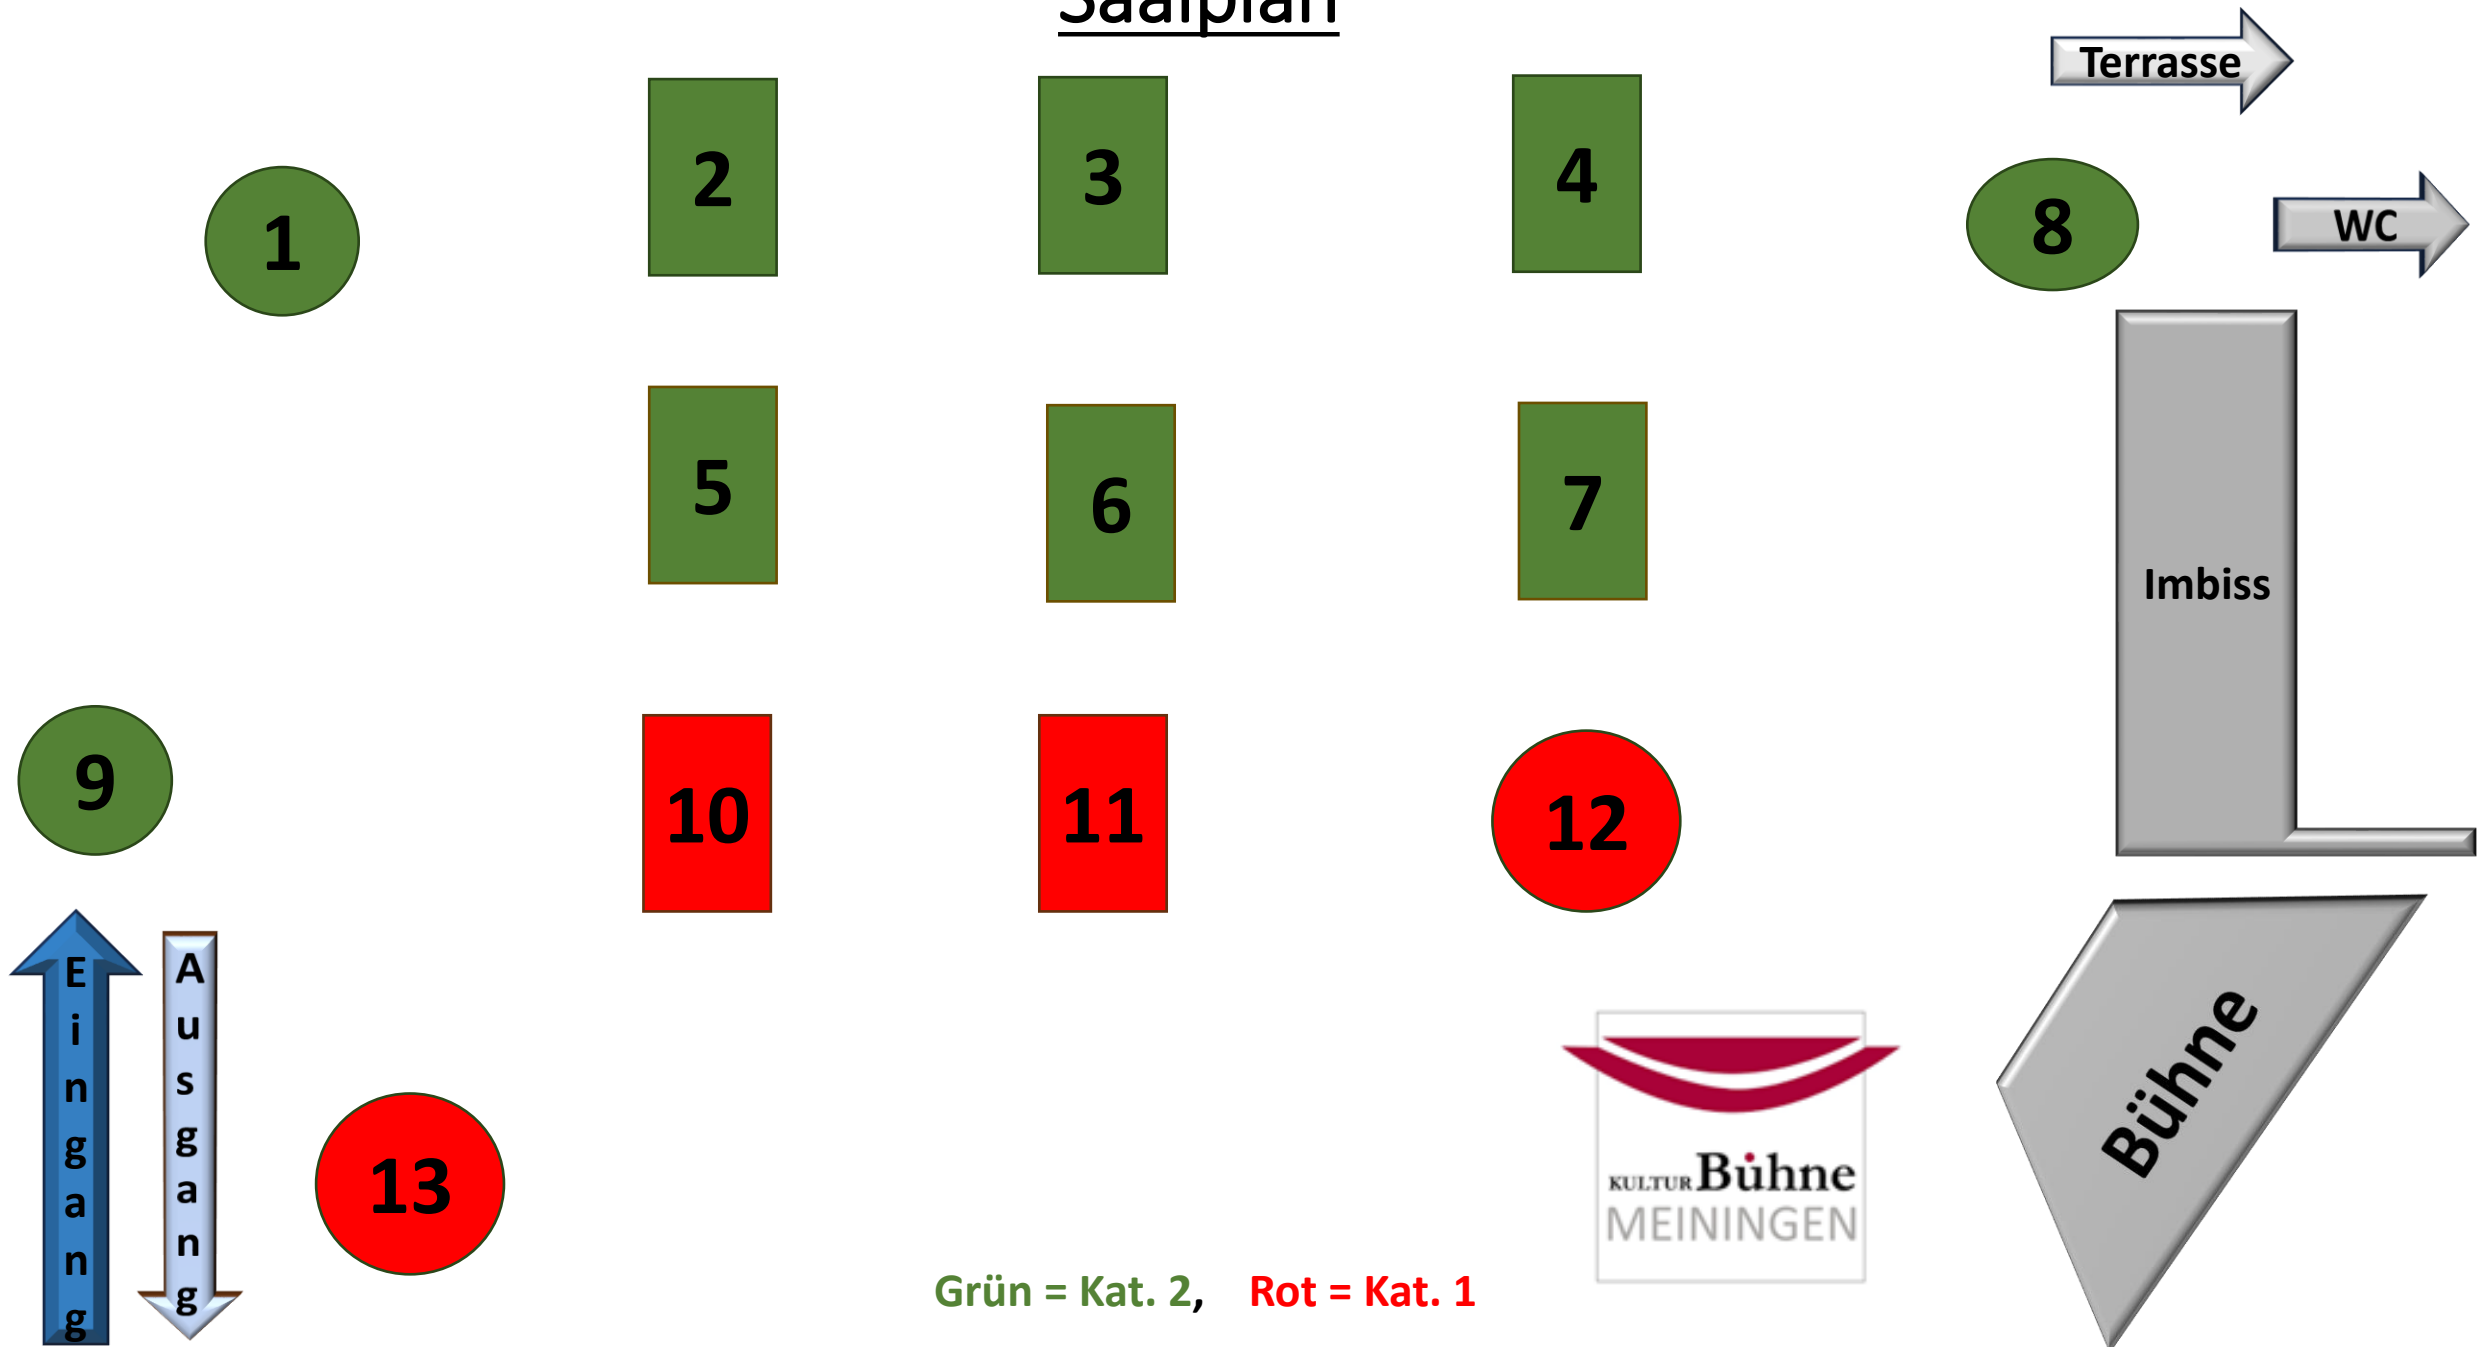 Saalplan
Terrasse
1
2
3
4
8
WC
5
6
7
Imbiss
9
10
11
12
Eingang
Ausgang
13
Bühne
KULTUR Bühne
MEININGEN
Grün = Kat. 2, Rot = Kat. 1